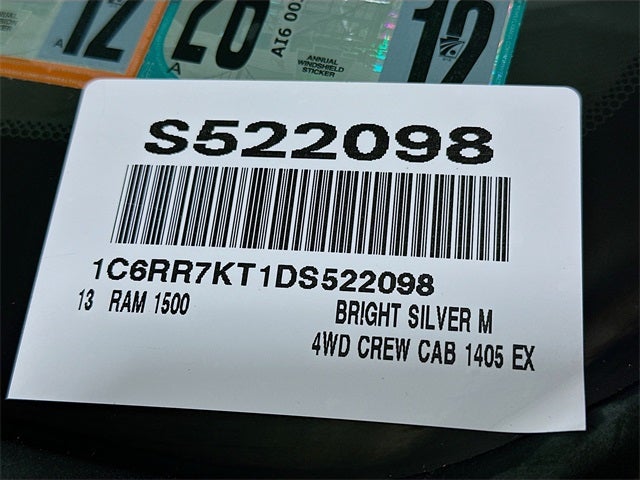 12
A
26
A
AI6 00
ANNUAL
WINDSHIELD
STICKER
12
S522098
1C6RR7KT1DS522098
13 RAM 1500
BRIGHT SILVER M
4WD CREW CAB 1405 EX